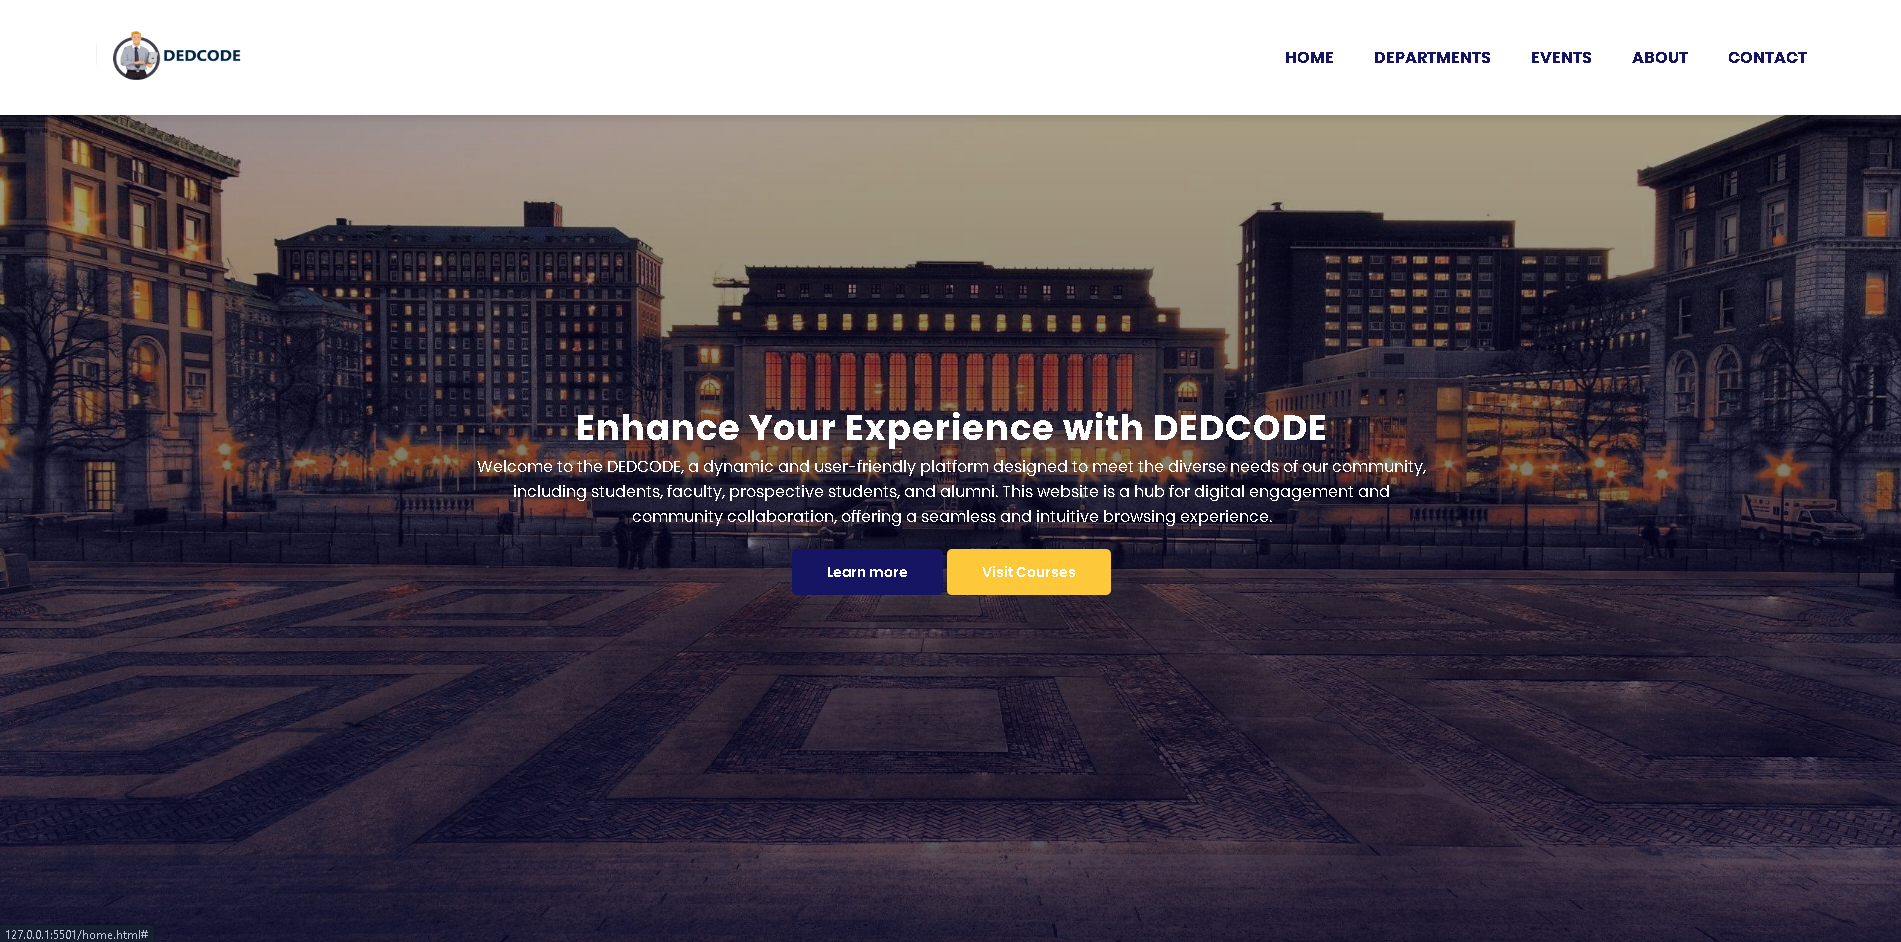 DEDCODE
HOME DEPARTMENTS EVENTS ABOUT CONTACT
Enhance Your Experience with DEDCODE
Welcome to the DEDCODE, a dynamic and user-friendly platform designed to meet the diverse needs of our community,
including students, faculty, prospective students, and alumni. This website is a hub for digital engagement and
community collaboration, offering a seamless and intuitive browsing experience.
Learn more Visit Courses
127.0.0.1:5501/home.html#